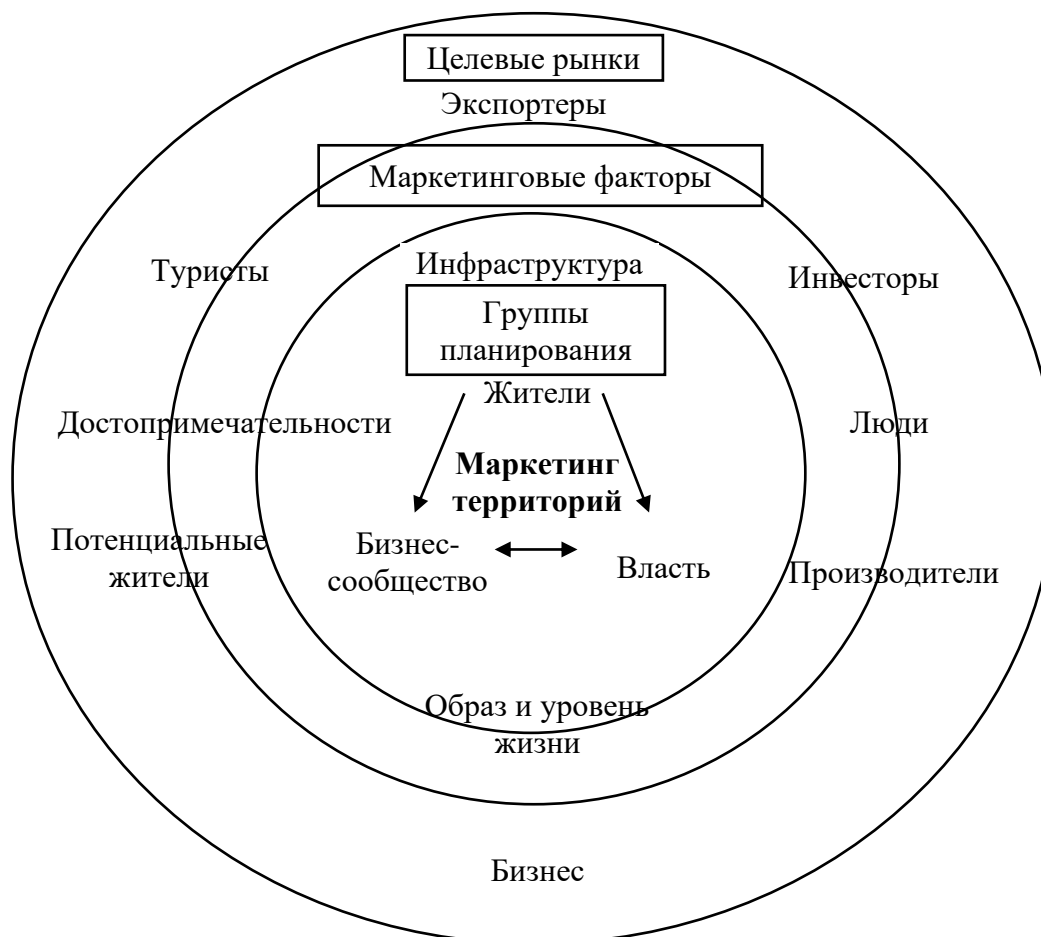 Целевые рынки
Экспортеры
Маркетинговые факторы
Инфраструктура
Туристы
Инвесторы
Группы
планирования
Жители
Достопримечательности
Люди
Маркетинг
территорий
Потенциальные
жители
Бизнес-
сообщество
Власть
Производители
Образ и уровень
жизни
Бизнес